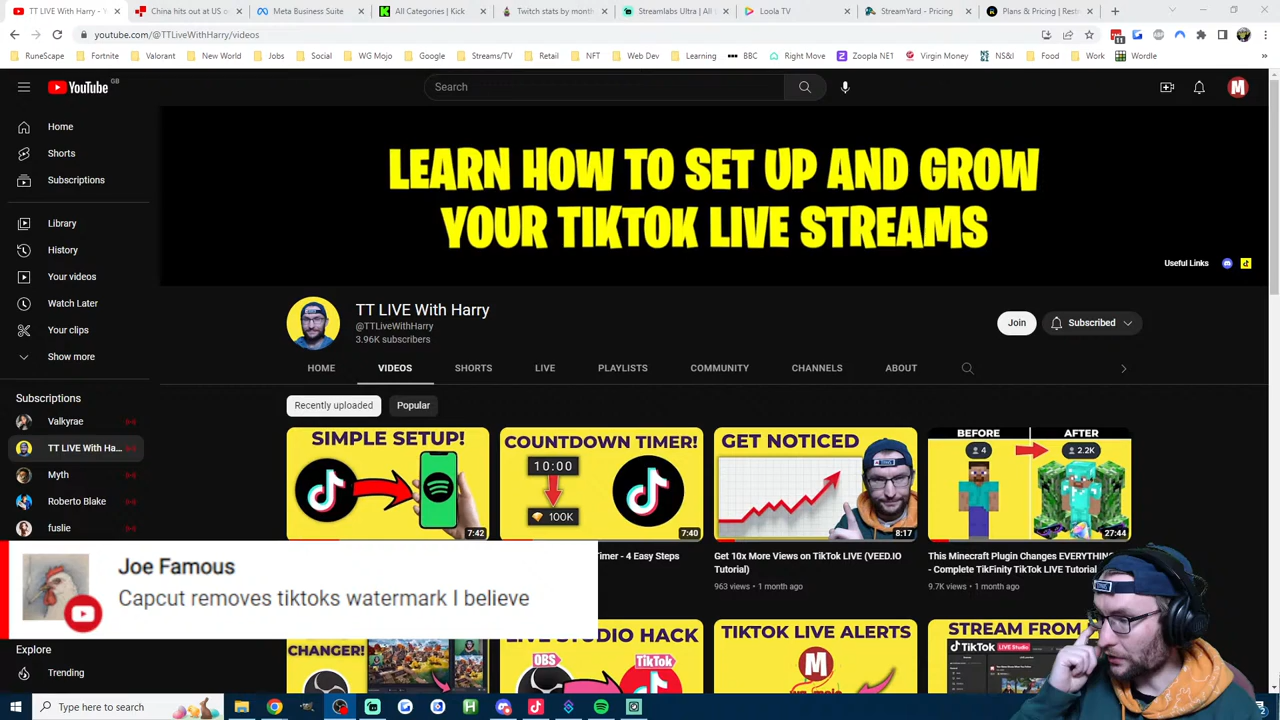 TT LIVE With Harry -
China hits out at US o
Meta Business Suite
All Categories | Kick
Twitch stats by month
Streamlabs Ultra | All
Loola TV
StreamYard - Pricing
Plans & Pricing | Rest
youtube.com/@TTLiveWithHarry/videos
RuneScape
Fortnite
Valorant
New World
Jobs
Social
WG Mojo
Google
Streams/TV
Retail
NFT
Web Dev
Learning
BBC
Right Move
Zoopla NE1
Virgin Money
NS&I
Food
Work
Wordle
YouTube GB
Search
Home
Shorts
Subscriptions
Library
History
Your videos
Watch Later
Your clips
Show more
Subscriptions
Valkyrae
TT LIVE With Ha...
Myth
Roberto Blake
fuslie
LEARN HOW TO SET UP AND GROW
YOUR TIKTOK LIVE STREAMS
Useful Links
TT LIVE With Harry
@TTLiveWithHarry
3.96K subscribers
Join
Subscribed
HOME
VIDEOS
SHORTS
LIVE
PLAYLISTS
COMMUNITY
CHANNELS
ABOUT
Recently uploaded
Popular
SIMPLE SETUP!
7:42
COUNTDOWN TIMER!
10:00
100K
7:40
imer - 4 Easy Steps
GET NOTICED
8:17
Get 10x More Views on TikTok LIVE (VEED.IO
Tutorial)
963 views • 1 month ago
BEFORE
AFTER
4
2.2K
27:44
This Minecraft Plugin Changes EVERYTHIN
- Complete TikFinity TikTok LIVE Tutorial
9.7K views • 1 month ago
Joe Famous
Capcut removes tiktoks watermark I believe
Explore
Trending
CHANGER!
LIVE STUDIO HACK
OBS
TikTok
TIKTOK LIVE ALERTS
M
STREAM FROM
TikTok LIVE Studio
Type here to search